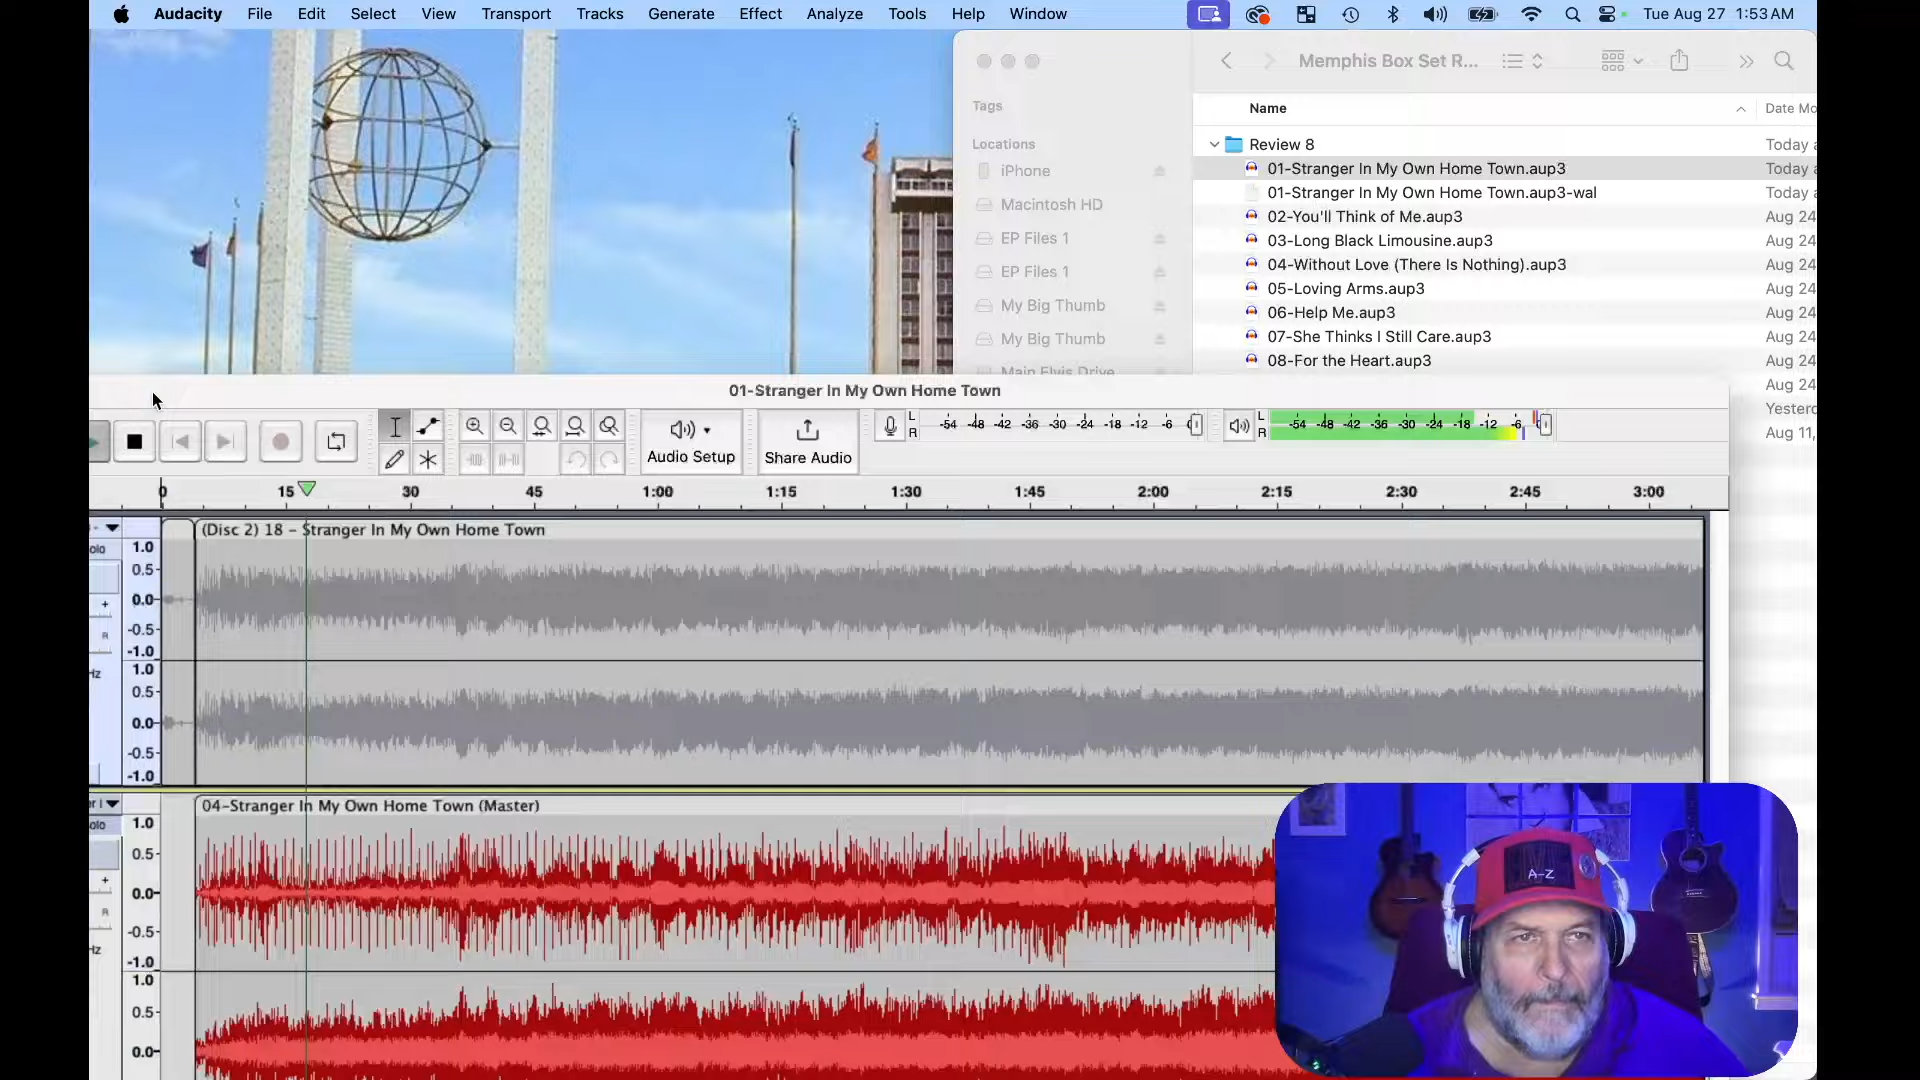 Audacity File Edit Select View Transport Tracks Generate Effect Analyze Tools Help Window Tue Aug 27 1:53 AM
Memphis Box Set R...
Tags
Name Date Mo
Locations
Review 8 Today
iPhone
01-Stranger In My Own Home Town.aup3 Today
01-Stranger In My Own Home Town.aup3-wal Today
Macintosh HD
02-You'll Think of Me.aup3 Aug 24
EP Files 1
03-Long Black Limousine.aup3 Aug 24
EP Files 1
04-Without Love (There Is Nothing).aup3 Aug 24
05-Loving Arms.aup3 Aug 24
My Big Thumb
06-Help Me.aup3 Aug 24
My Big Thumb
07-She Thinks I Still Care.aup3 Aug 24
Main Elvis Drive
08-For the Heart.aup3 Aug 24
Aug 24
01-Stranger In My Own Home Town
Yestero
L
R
-54 -48 -42 -36 -30 -24 -18 -12 -6
L
R
-54 -48 -42 -36 -30 -24 -18 -12 -6
Aug 11,
Audio Setup
Share Audio
0 15 30 45 1:00 1:15 1:30 1:45 2:00 2:15 2:30 2:45 3:00
(Disc 2) 18 - Stranger In My Own Home Town
olo
1.0
0.5
0.0
R
-0.5
-1.0
Hz
1.0
0.5
0.0
-0.5
-1.0
04-Stranger In My Own Home Town (Master)
olo
1.0
0.5
0.0
R
-0.5
Hz
-1.0
1.0
0.5
0.0
A-Z